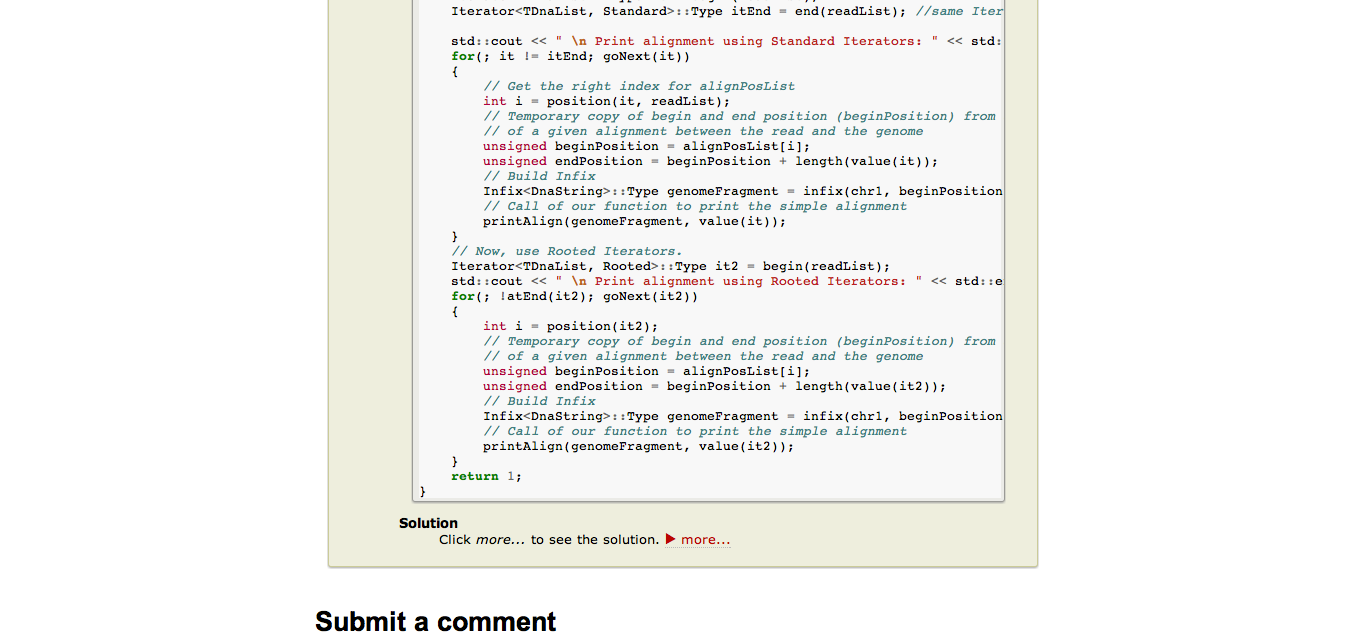 Iterator<TDnaList, Standard>::Type itEnd = end(readList); //same Iter
std::cout << " \n Print alignment using Standard Iterators: " << std:
for(; it != itEnd; goNext(it))
{
// Get the right index for alignPosList
int i = position(it, readList);
// Temporary copy of begin and end position (beginPosition) from
// of a given alignment between the read and the genome
unsigned beginPosition = alignPosList[i];
unsigned endPosition = beginPosition + length(value(it));
// Build Infix
Infix<DnaString>::Type genomeFragment = infix(chr1, beginPosition
// Call of our function to print the simple alignment
printAlign(genomeFragment, value(it));
}
// Now, use Rooted Iterators.
Iterator<TDnaList, Rooted>::Type it2 = begin(readList);
std::cout << " \n Print alignment using Rooted Iterators: " << std::e
for(; !atEnd(it2); goNext(it2))
{
int i = position(it2);
// Temporary copy of begin and end position (beginPosition) from
// of a given alignment between the read and the genome
unsigned beginPosition = alignPosList[i];
unsigned endPosition = beginPosition + length(value(it2));
// Build Infix
Infix<DnaString>::Type genomeFragment = infix(chr1, beginPosition
// Call of our function to print the simple alignment
printAlign(genomeFragment, value(it2));
}
return 1;
}
Solution
Click more... to see the solution. ▶ more...
Submit a comment